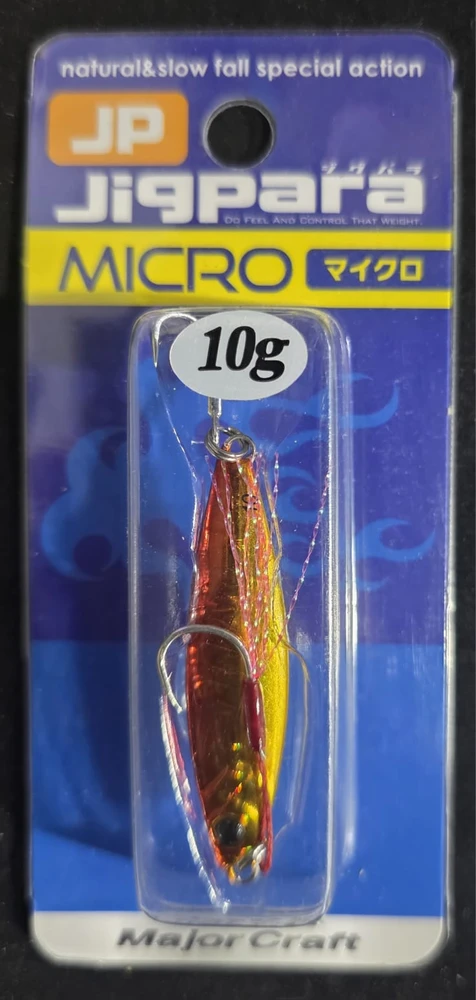 natural&slow fall special action
JP
ジグパラ
Jigpara
DO FEEL AND CONTROL THAT WEIGHT.
MICRO マイクロ
10g
Major Craft